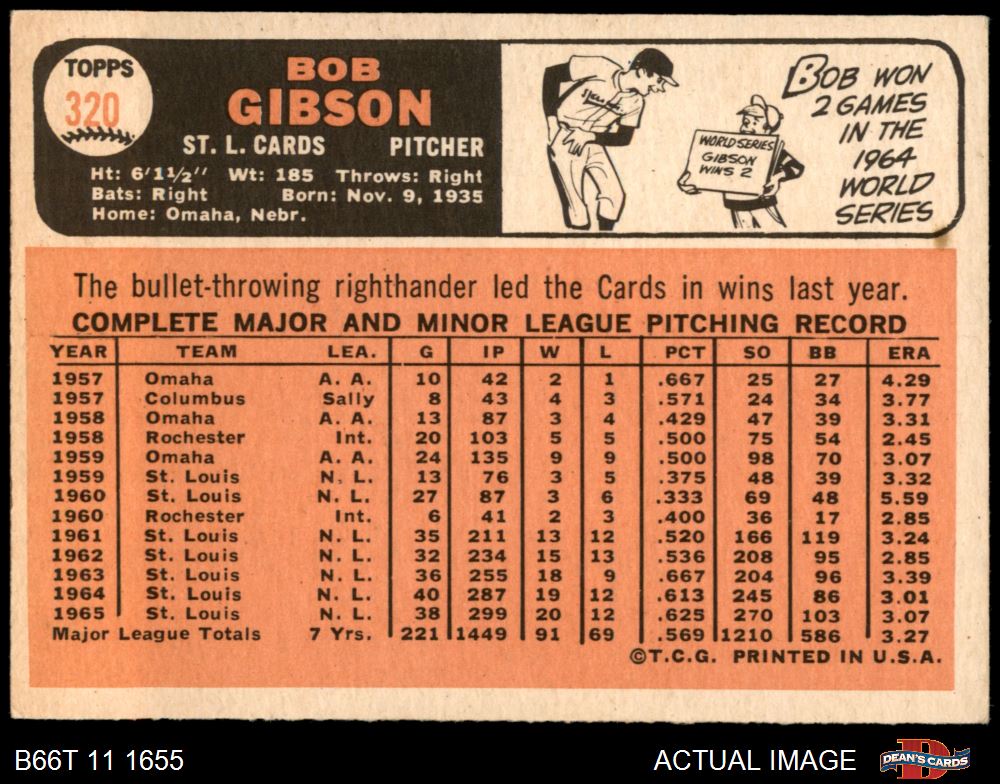 TOPPS
320
BOB
GIBSON
ST. L. CARDS PITCHER
Ht: 6'1½" Wt: 185 Throws: Right
Bats: Right Born: Nov. 9, 1935
Home: Omaha, Nebr.
WORLD SERIES
GIBSON
WINS 2
BOB WON
2 GAMES
IN THE
1964
WORLD
SERIES
The bullet-throwing righthander led the Cards in wins last year.
COMPLETE MAJOR AND MINOR LEAGUE PITCHING RECORD
YEAR TEAM LEA. G IP W L PCT SO BB ERA
1957 Omaha A. A. 10 42 2 1 .667 25 27 4.29
1957 Columbus Sally 8 43 4 3 .571 24 34 3.77
1958 Omaha A. A. 13 87 3 4 .429 47 39 3.31
1958 Rochester Int. 20 103 5 5 .500 75 54 2.45
1959 Omaha A. A. 24 135 9 9 .500 98 70 3.07
1959 St. Louis N. L. 13 76 3 5 .375 48 39 3.32
1960 St. Louis N. L. 27 87 3 6 .333 69 48 5.59
1960 Rochester Int. 6 41 2 3 .400 36 17 2.85
1961 St. Louis N. L. 35 211 13 12 .520 166 119 3.24
1962 St. Louis N. L. 32 234 15 13 .536 208 95 2.85
1963 St. Louis N. L. 36 255 18 9 .667 204 96 3.39
1964 St. Louis N. L. 40 287 19 12 .613 245 86 3.01
1965 St. Louis N. L. 38 299 20 12 .625 270 103 3.07
Major League Totals 7 Yrs. 221 1449 91 69 .569 1210 586 3.27
©T.C.G. PRINTED IN U.S.A.
B66T 11 1655 ACTUAL IMAGE DEAN'S CARDS